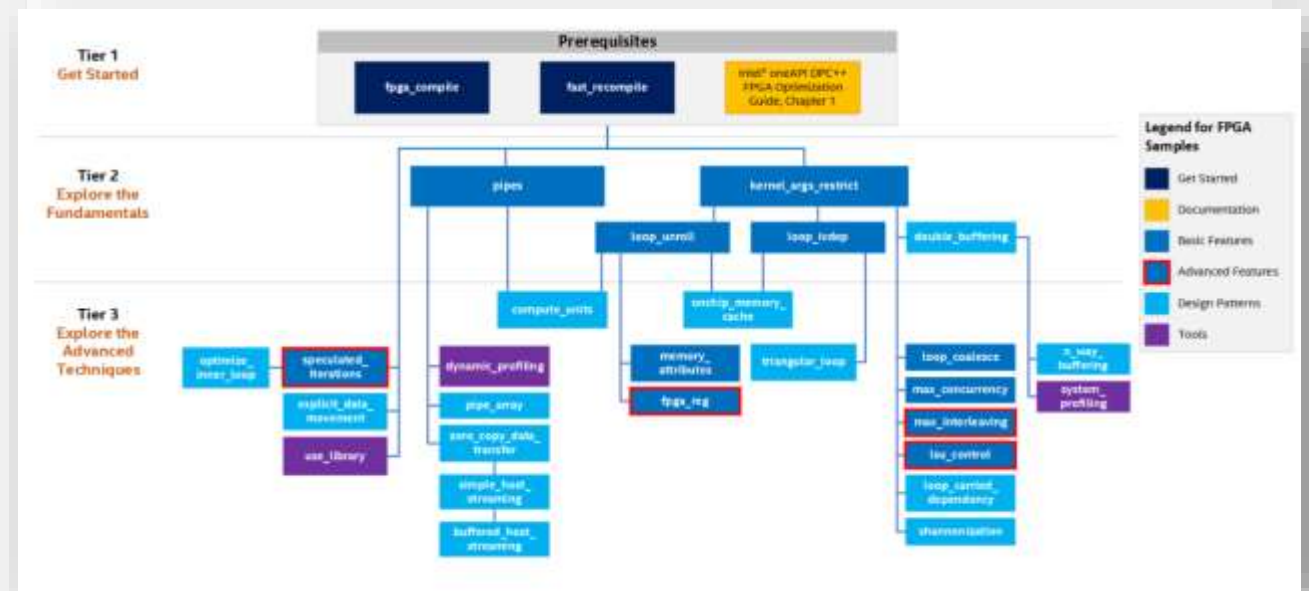 Prerequisites
Tier 1
Get Started
fpga_compile
fast_recompile
Intel® oneAPI DPC++
FPGA Optimization
Guide, Chapter 1
Legend for FPGA
Samples
Get Started
Documentation
Basic Features
Advanced Features
Design Patterns
Tools
Tier 2
Explore the
Fundamentals
pipes
kernel_args_restrict
loop_unroll
loop_ivdep
double_buffering
Tier 3
Explore the
Advanced
Techniques
compute_units
onchip_memory_
cache
optimize_
inner_loop
speculated_
iterations
explicit_data_
movement
use_library
dynamic_profiling
pipe_array
zero_copy_data_
transfer
simple_host_
streaming
buffered_host_
streaming
memory_
attributes
fpga_reg
triangular_loop
loop_coalesce
max_concurrency
max_interleaving
lsu_control
loop_carried_
dependency
shannonization
n_way_
buffering
system_
profiling